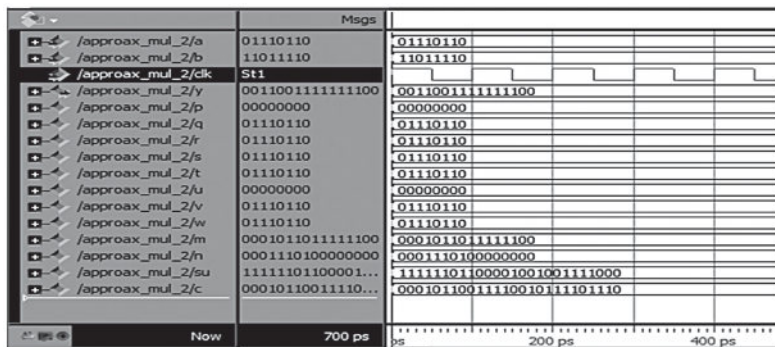 Msgs
/approax_mul_2/a 01110110 01110110
/approax_mul_2/b 11011110 11011110
/approax_mul_2/clk St1
/approax_mul_2/y 0011001111111100 0011001111111100
/approax_mul_2/p 00000000 00000000
/approax_mul_2/q 01110110 01110110
/approax_mul_2/r 01110110 01110110
/approax_mul_2/s 01110110 01110110
/approax_mul_2/t 01110110 01110110
/approax_mul_2/u 00000000 00000000
/approax_mul_2/v 01110110 01110110
/approax_mul_2/w 01110110 01110110
/approax_mul_2/m 0001011011111100 0001011011111100
/approax_mul_2/n 0001110100000000 0001110100000000
/approax_mul_2/su 11111101100001... 11111101100001001001111000
/approax_mul_2/c 00010110011110... 00010110011110010111101110
Now 700 ps ps 200 ps 400 ps